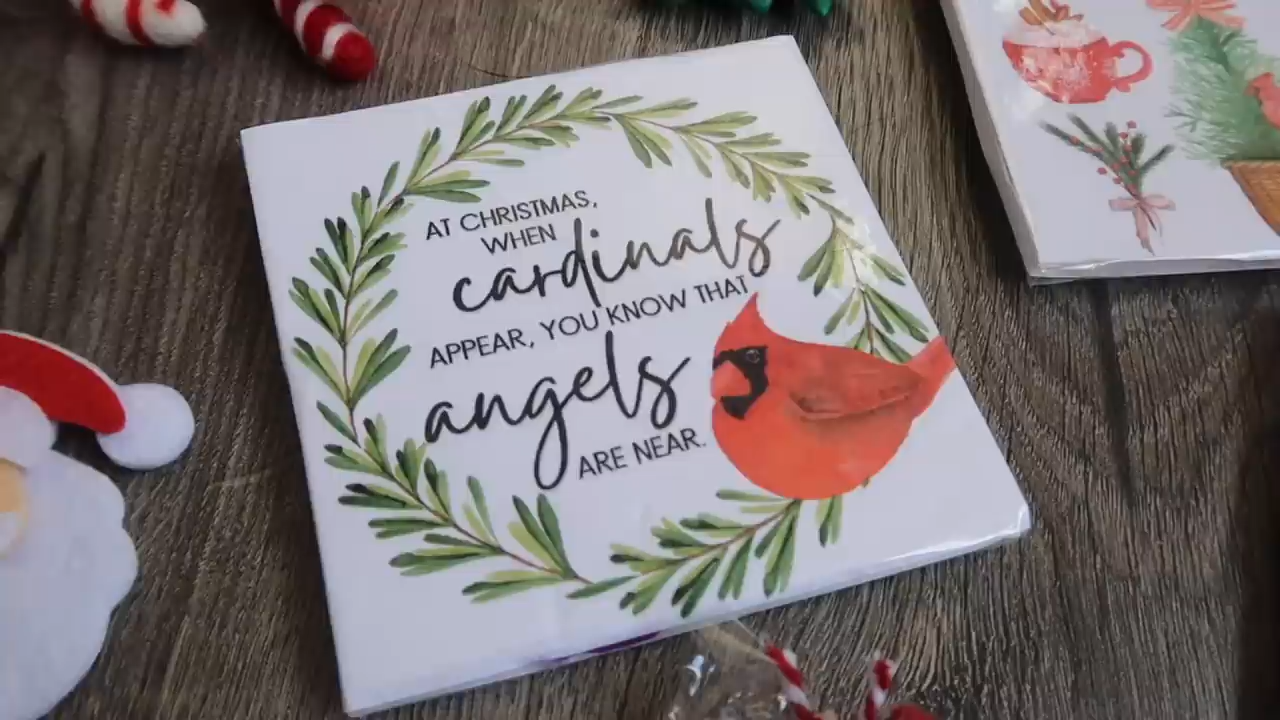 AT CHRISTMAS,
WHEN
cardinals
APPEAR, YOU KNOW THAT
angels
ARE NEAR.